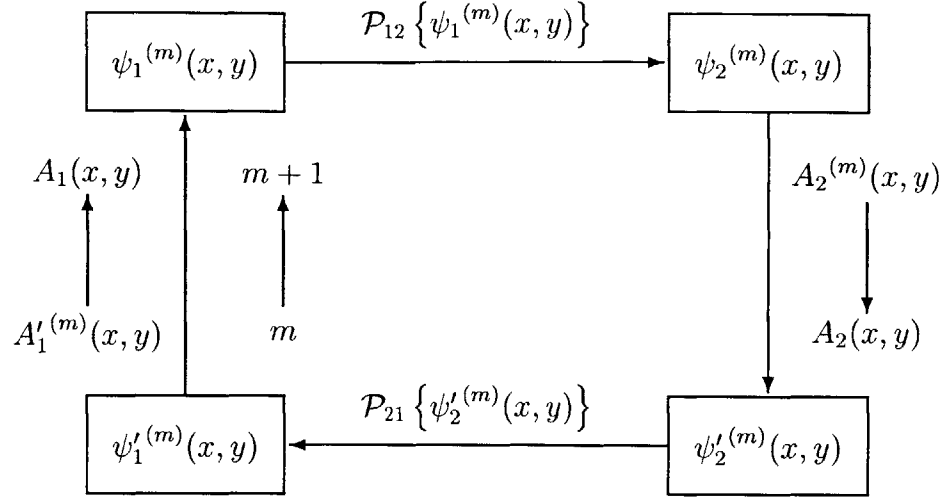 𝒫₁₂ {ψ₁⁽ᵐ⁾(x, y)}
ψ₁⁽ᵐ⁾(x, y)
ψ₂⁽ᵐ⁾(x, y)
A₁(x, y)
m + 1
A₂⁽ᵐ⁾(x, y)
A′₁⁽ᵐ⁾(x, y)
m
A₂(x, y)
𝒫₂₁ {ψ′₂⁽ᵐ⁾(x, y)}
ψ′₁⁽ᵐ⁾(x, y)
ψ′₂⁽ᵐ⁾(x, y)